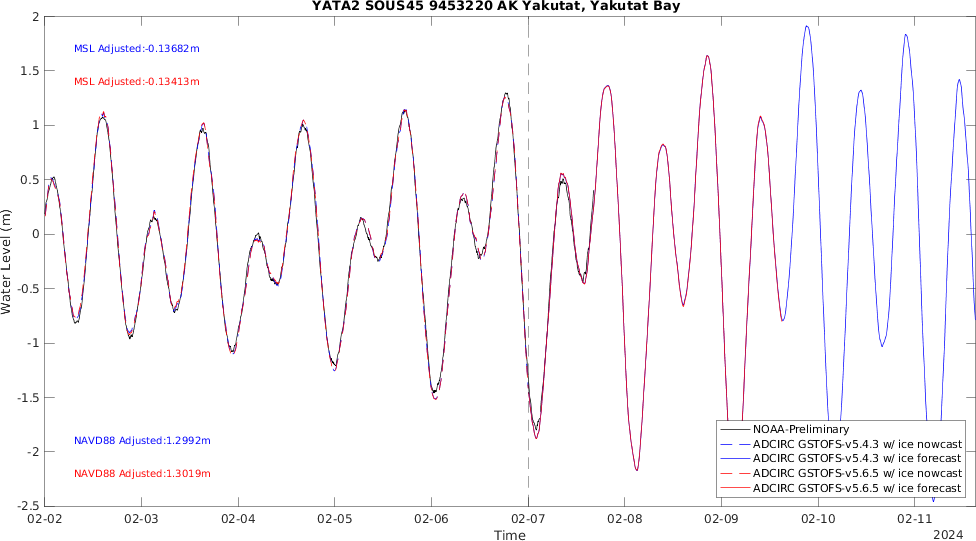 YATA2 SOUS45 9453220 AK Yakutat, Yakutat Bay
MSL Adjusted:-0.13682m
MSL Adjusted:-0.13413m
NAVD88 Adjusted:1.2992m
NAVD88 Adjusted:1.3019m
Water Level (m)
2
1.5
1
0.5
0
-0.5
-1
-1.5
-2
-2.5
NOAA-Preliminary
ADCIRC GSTOFS-v5.4.3 w/ ice nowcast
ADCIRC GSTOFS-v5.4.3 w/ ice forecast
ADCIRC GSTOFS-v5.6.5 w/ ice nowcast
ADCIRC GSTOFS-v5.6.5 w/ ice forecast
02-02 02-03 02-04 02-05 02-06 02-07 02-08 02-09 02-10 02-11
Time
2024